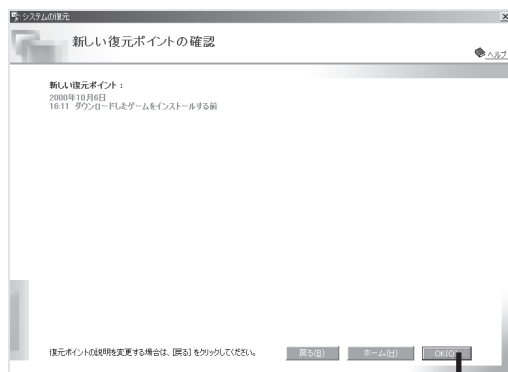 システムの復元
新しい復元ポイントの確認
ヘルプ
新しい復元ポイント：
2000年10月6日
16:11 ダウンロードしたゲームをインストールする前
復元ポイントの説明を変更する場合は、[戻る] をクリックしてください。
戻る(B)
ホーム(H)
OK(O)